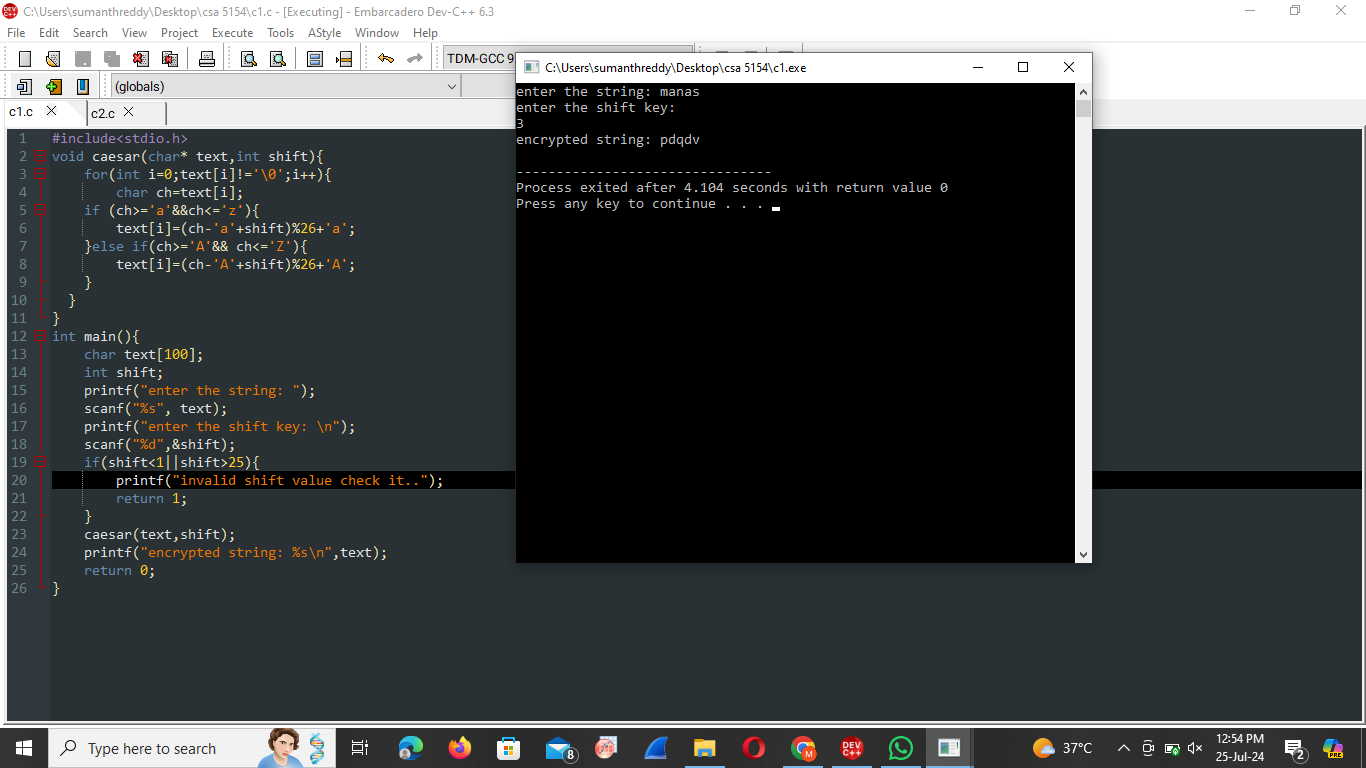 C:\Users\sumanthreddy\Desktop\csa 5154\c1.c - [Executing] - Embarcadero Dev-C++ 6.3
File Edit Search View Project Execute Tools AStyle Window Help
TDM-GCC 9.
(globals)
c1.c c2.c
1 #include<stdio.h>
2 void caesar(char* text,int shift){
3 for(int i=0;text[i]!='\0';i++){
4 char ch=text[i];
5 if (ch>='a'&&ch<='z'){
6 text[i]=(ch-'a'+shift)%26+'a';
7 }else if(ch>='A'&& ch<='Z'){
8 text[i]=(ch-'A'+shift)%26+'A';
9 }
10 }
11 }
12 int main(){
13 char text[100];
14 int shift;
15 printf("enter the string: ");
16 scanf("%s", text);
17 printf("enter the shift key: \n");
18 scanf("%d",&shift);
19 if(shift<1||shift>25){
20 printf("invalid shift value check it..");
21 return 1;
22 }
23 caesar(text,shift);
24 printf("encrypted string: %s\n",text);
25 return 0;
26 }
C:\Users\sumanthreddy\Desktop\csa 5154\c1.exe
enter the string: manas
enter the shift key:
3
encrypted string: pdqdv
--------------------------------
Process exited after 4.104 seconds with return value 0
Press any key to continue . . .
Type here to search
8
M
DEV C++
37°C
12:54 PM
25-Jul-24
2
PRE